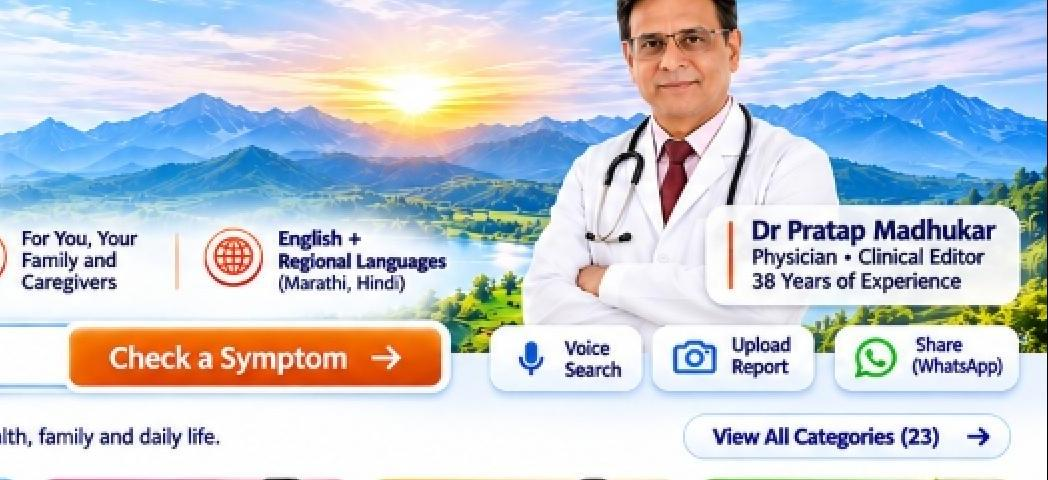 For You, Your
Family and
Caregivers
English +
Regional Languages
(Marathi, Hindi)
Dr Pratap Madhukar
Physician • Clinical Editor
38 Years of Experience
Check a Symptom →
Voice
Search
Upload
Report
Share
(WhatsApp)
lth, family and daily life.
View All Categories (23) →